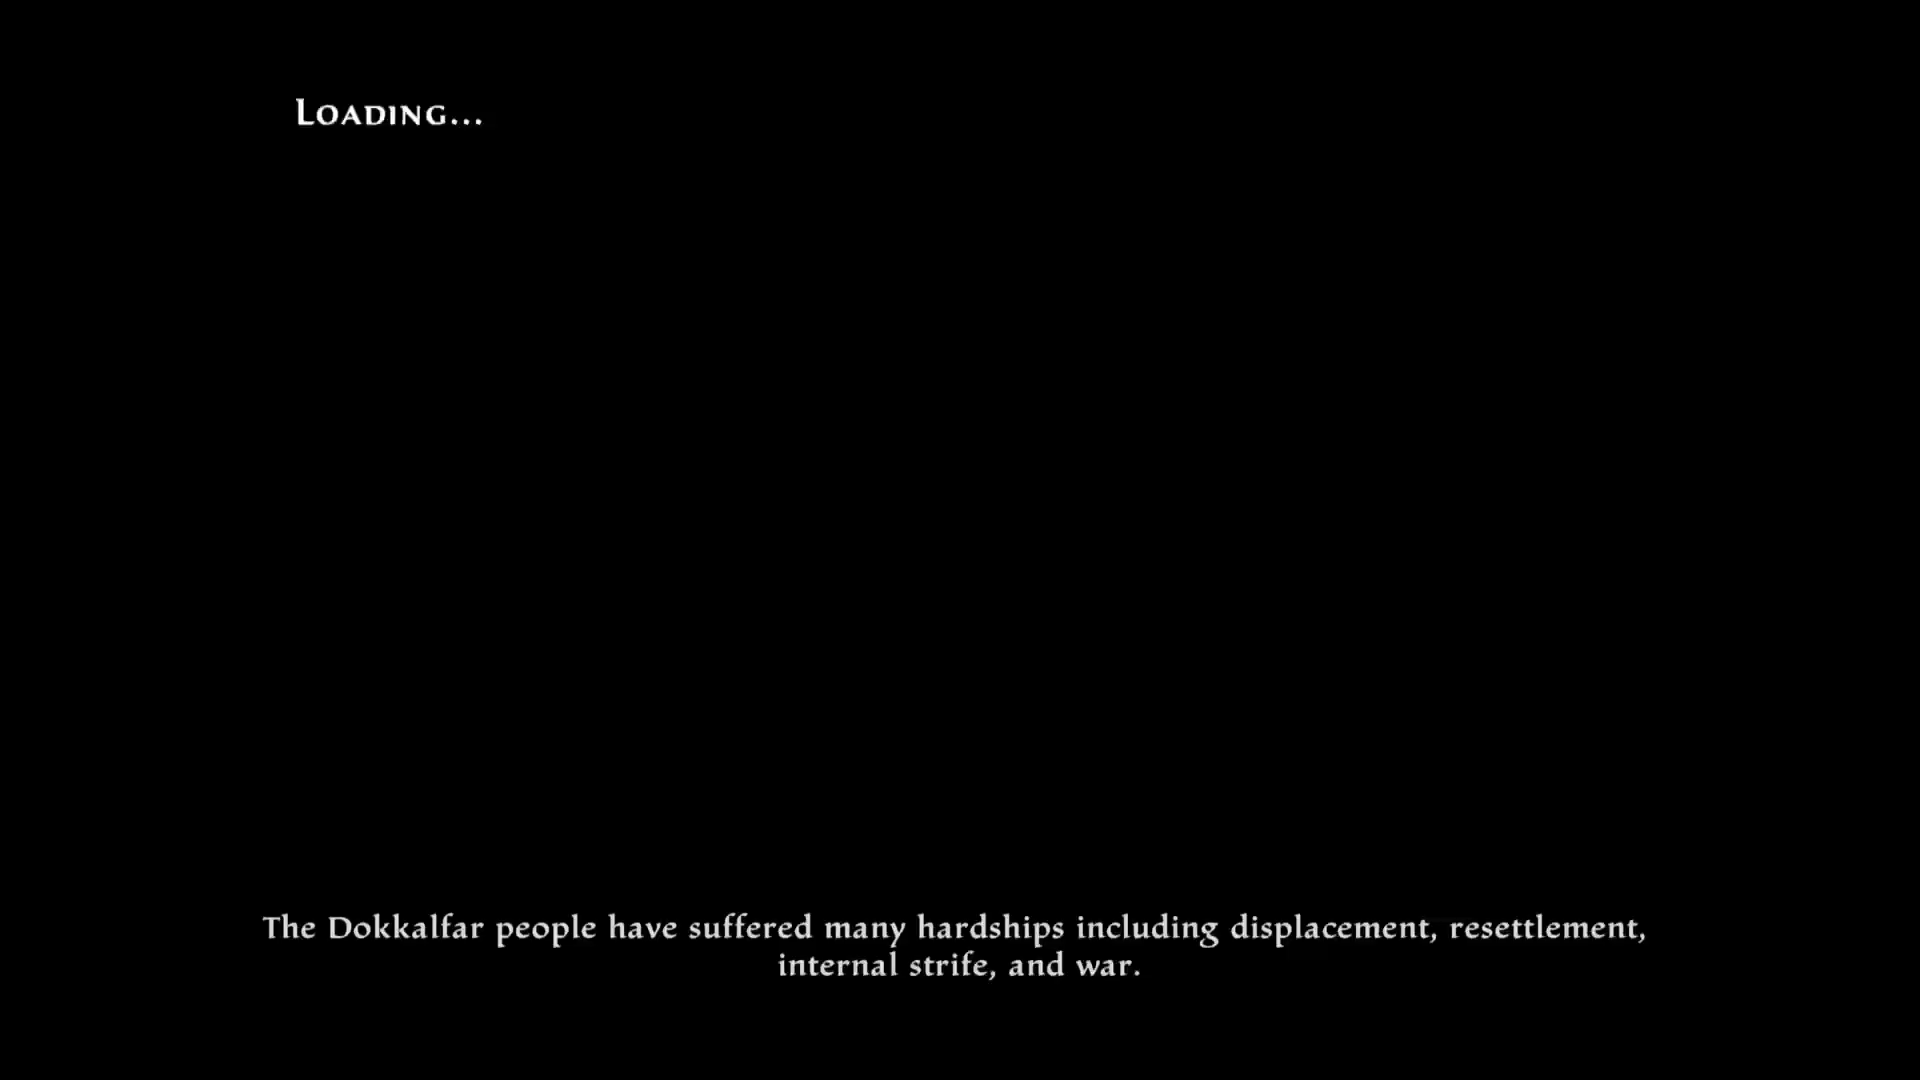 Loading...
The Dokkalfar people have suffered many hardships including displacement, resettlement,
internal strife, and war.